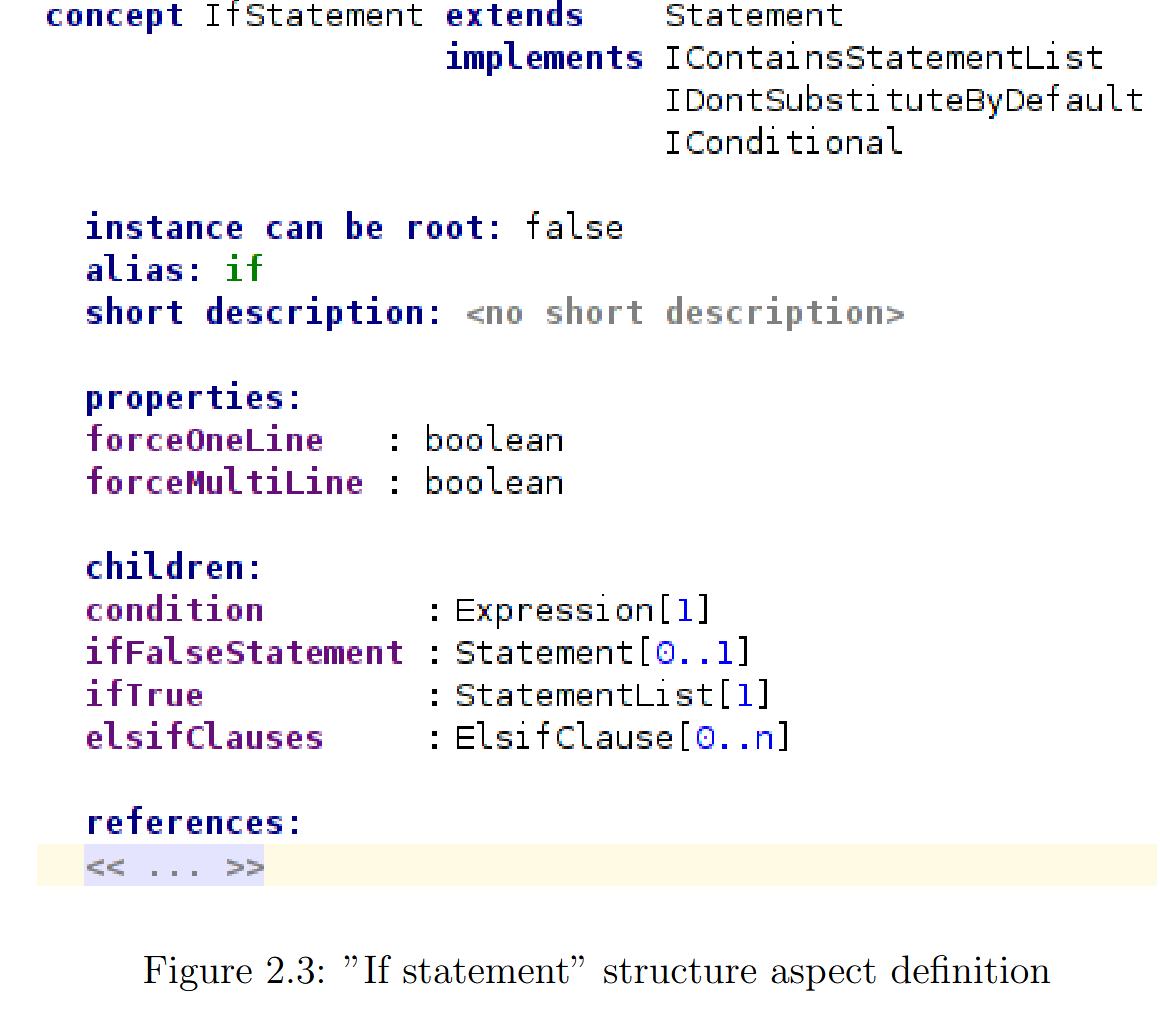 concept IfStatement extends Statement
implements IContainsStatementList
IDontSubstituteByDefault
IConditional
instance can be root: false
alias: if
short description: <no short description>
properties:
forceOneLine : boolean
forceMultiLine : boolean
children:
condition : Expression[1]
ifFalseStatement : Statement[0..1]
ifTrue : StatementList[1]
elsifClauses : ElsifClause[0..n]
references:
<< ... >>
Figure 2.3: ”If statement” structure aspect definition